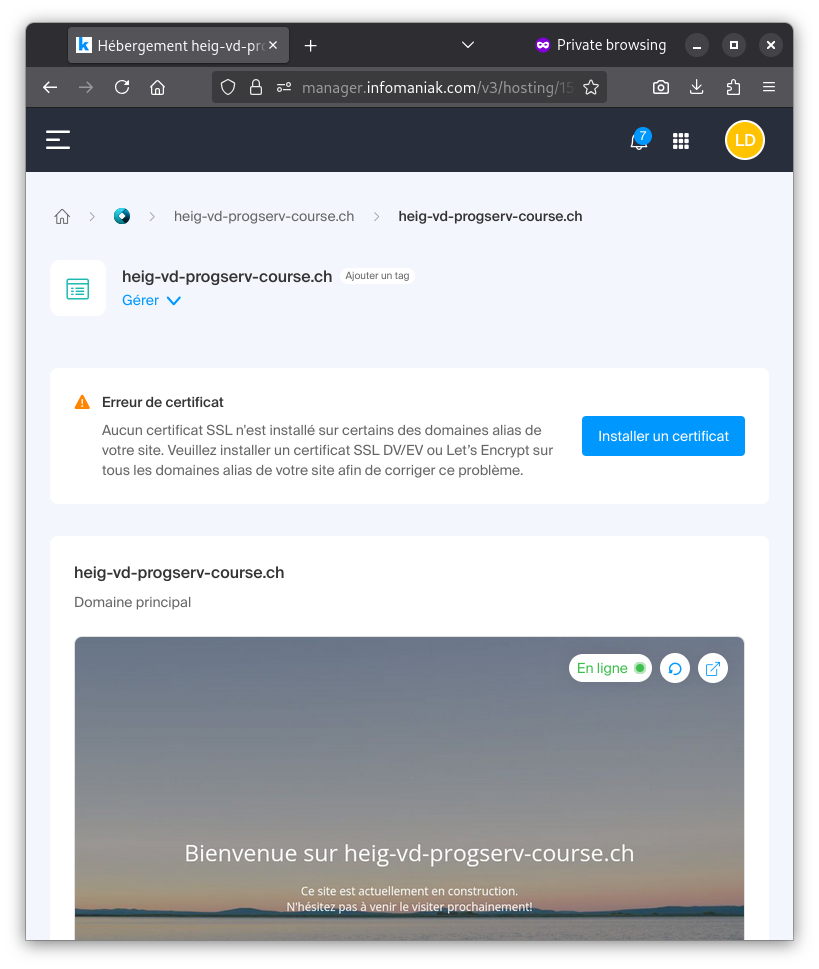 Hébergement heig-vd-pr
Private browsing
manager.infomaniak.com/v3/hosting/15
7
LD
heig-vd-progserv-course.ch
heig-vd-progserv-course.ch
heig-vd-progserv-course.ch
Ajouter un tag
Gérer
Erreur de certificat
Aucun certificat SSL n'est installé sur certains des domaines alias de
votre site. Veuillez installer un certificat SSL DV/EV ou Let's Encrypt sur
tous les domaines alias de votre site afin de corriger ce problème.
Installer un certificat
heig-vd-progserv-course.ch
Domaine principal
En ligne
Bienvenue sur heig-vd-progserv-course.ch
Ce site est actuellement en construction.
N'hésitez pas à venir le visiter prochainement!